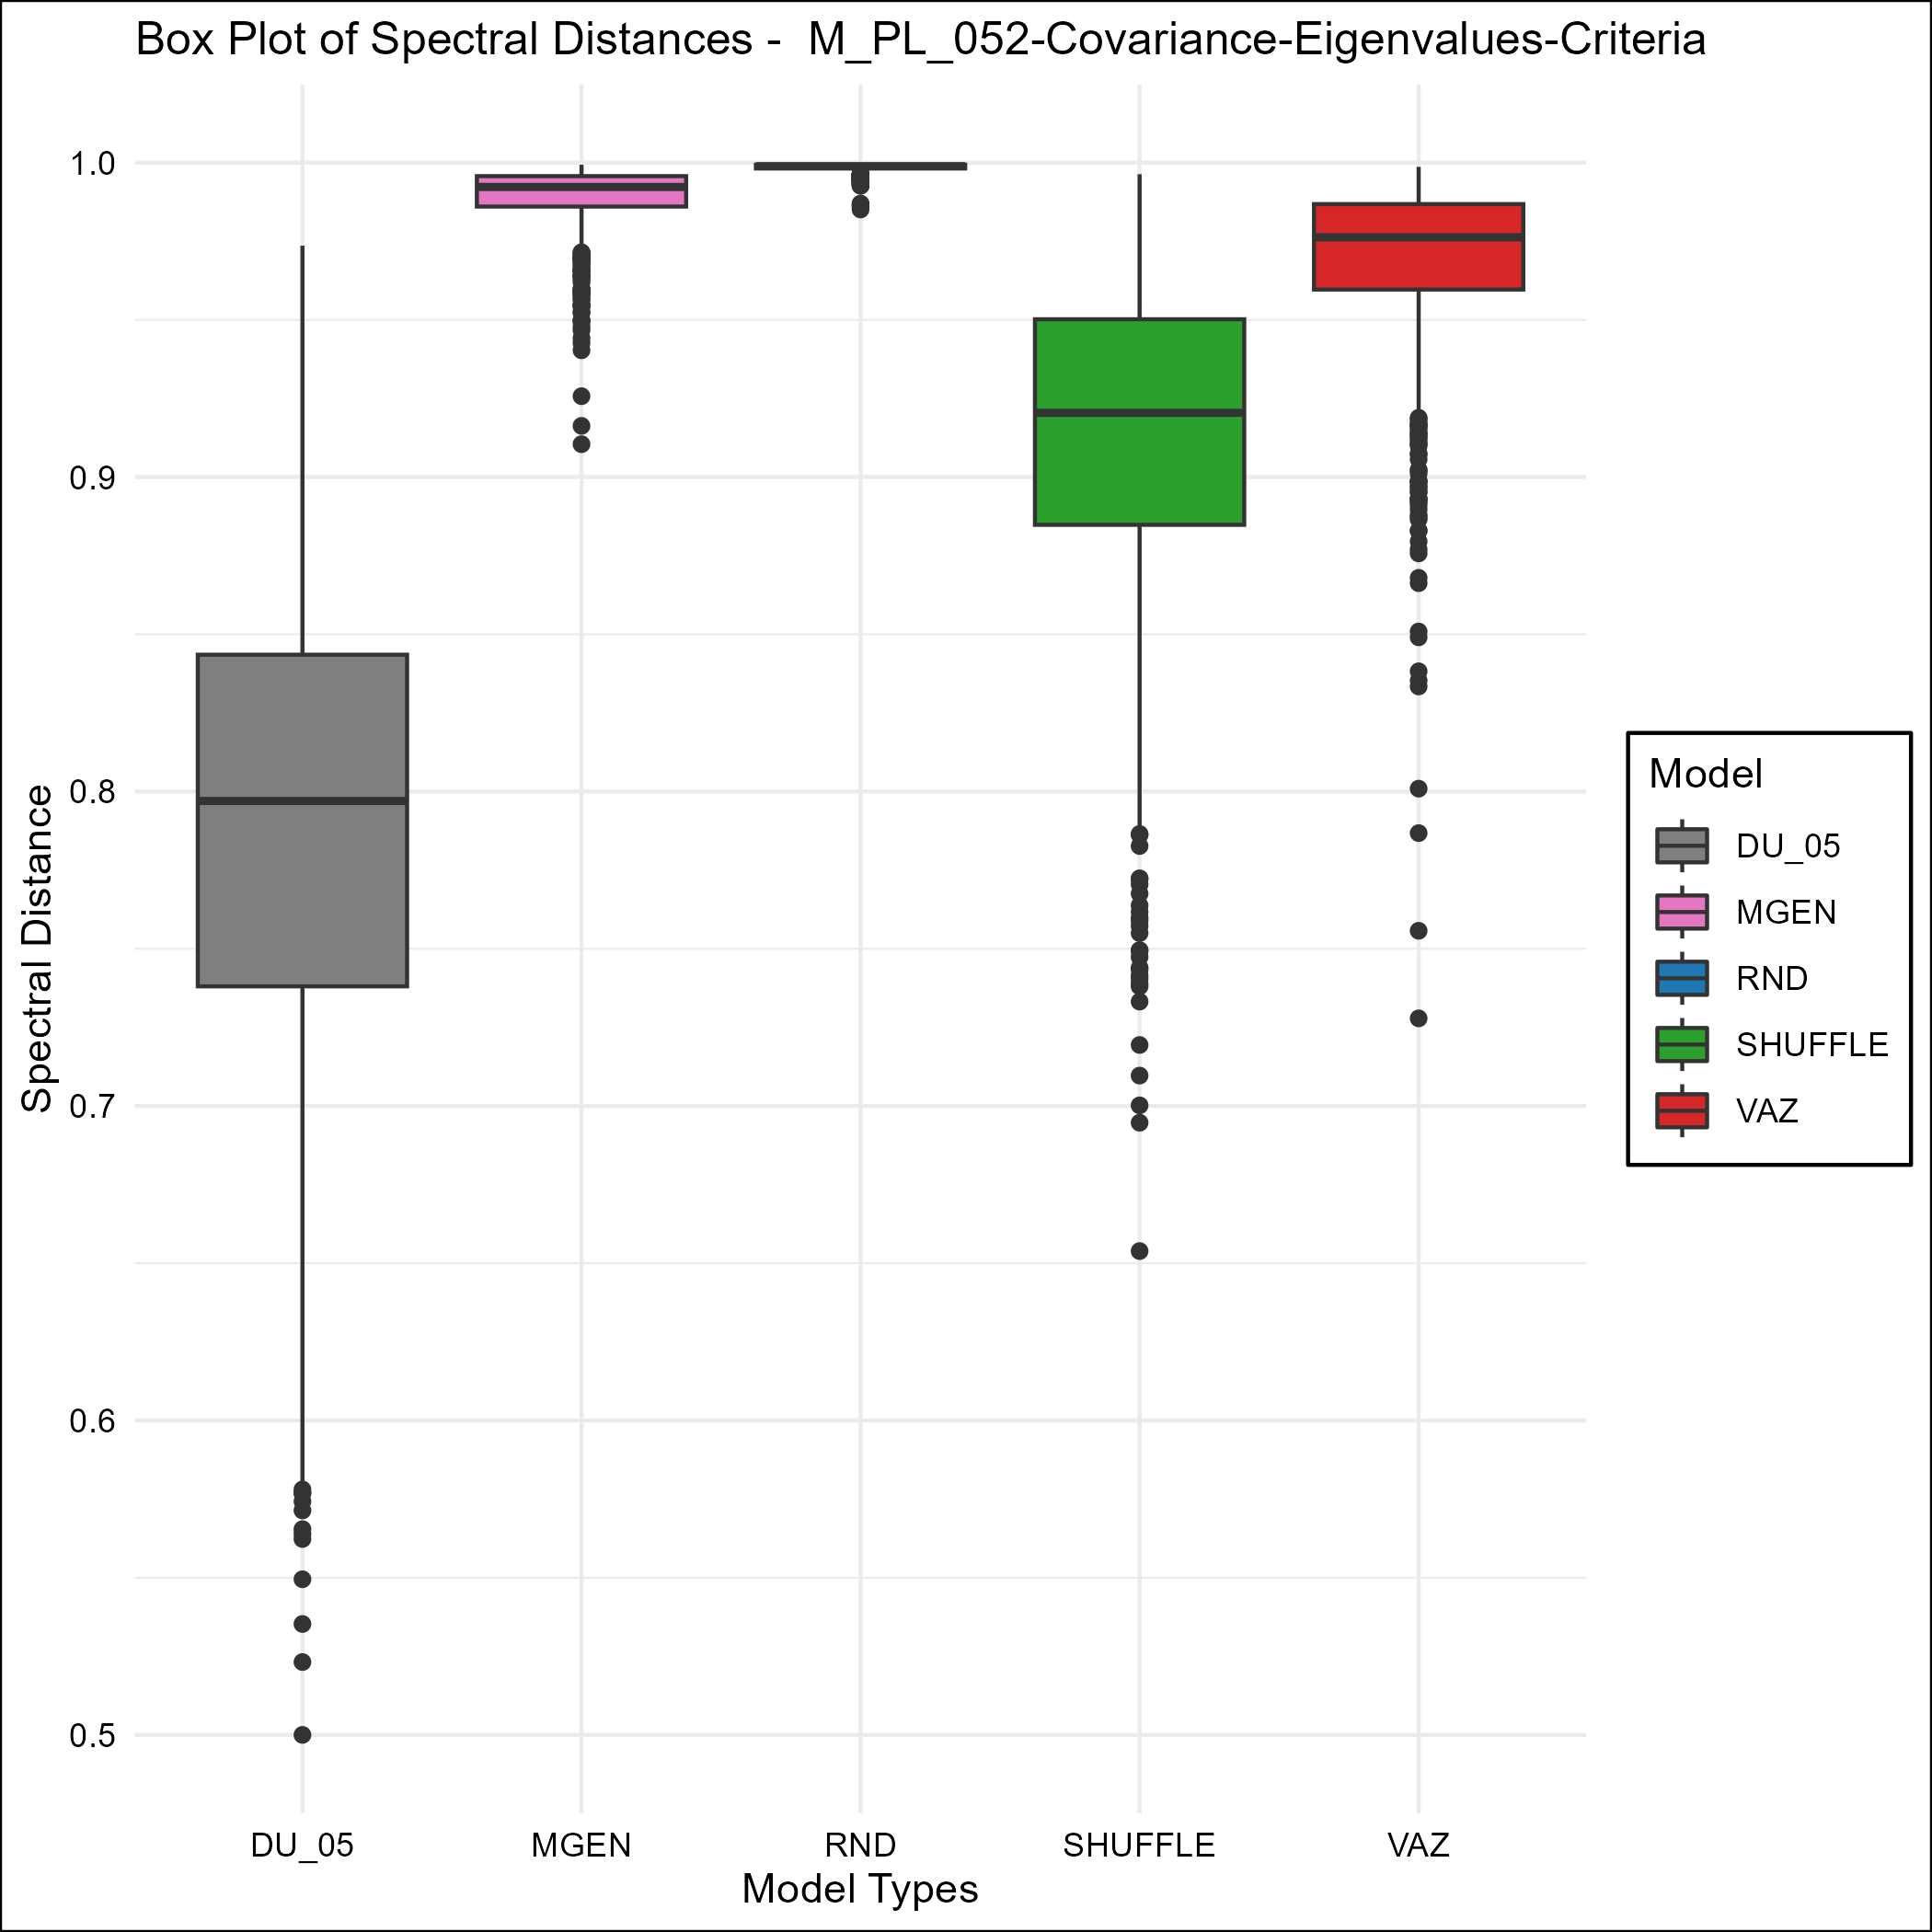 Box Plot of Spectral Distances -  M_PL_052-Covariance-Eigenvalues-Criteria
Spectral Distance
1.0
0.9
0.8
0.7
0.6
0.5
DU_05
MGEN
RND
SHUFFLE
VAZ
Model Types
Model
DU_05
MGEN
RND
SHUFFLE
VAZ